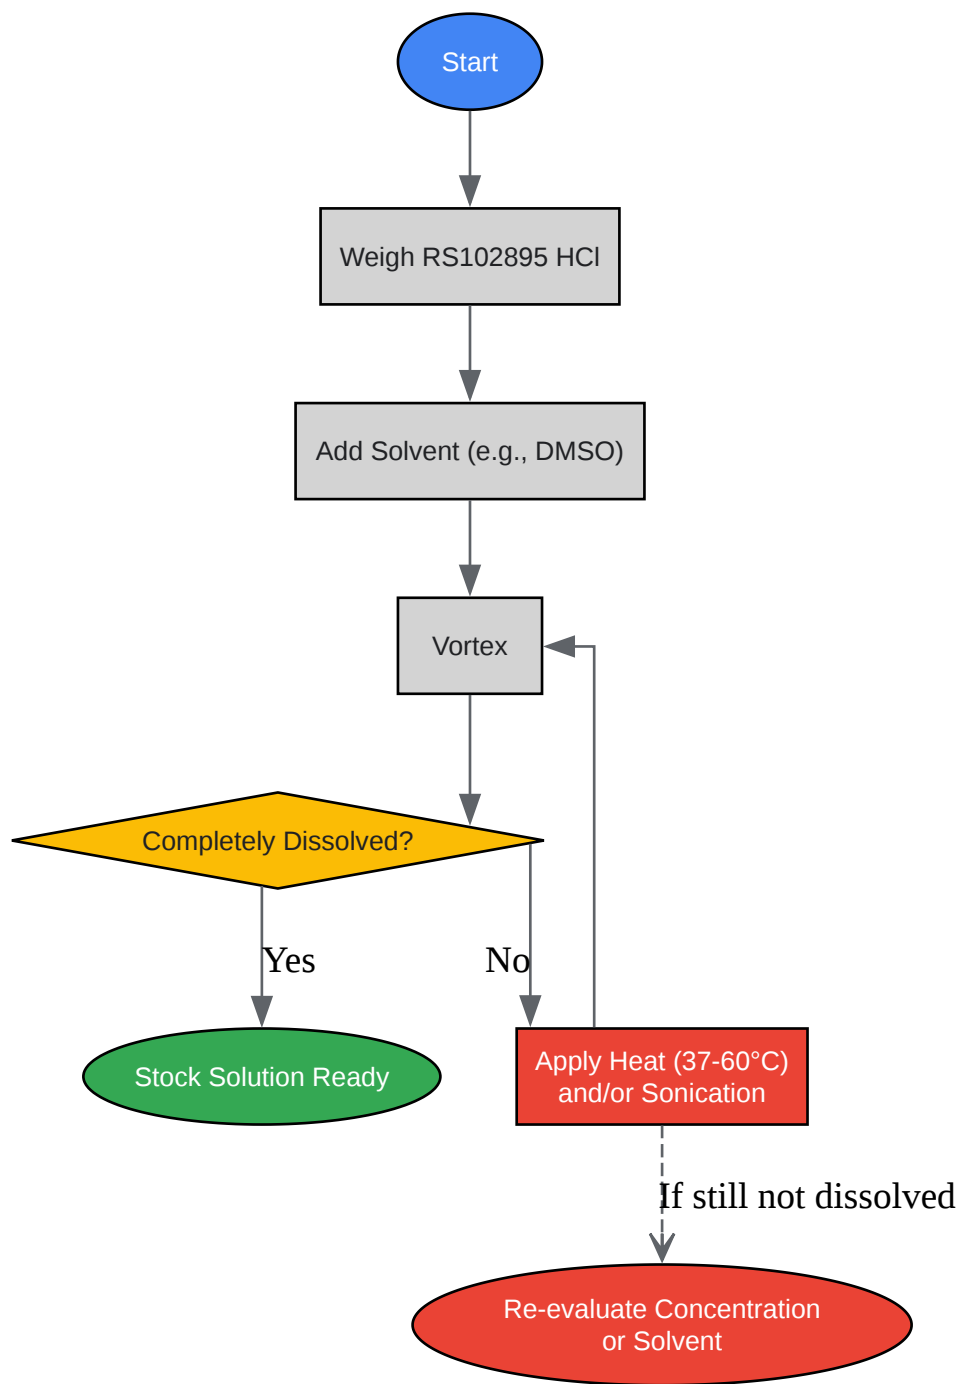 Start
Weigh RS102895 HCl
Add Solvent (e.g., DMSO)
Vortex
Completely Dissolved?
Yes
No
Stock Solution Ready
Apply Heat (37-60°C)
and/or Sonication
If still not dissolved
Re-evaluate Concentration
or Solvent